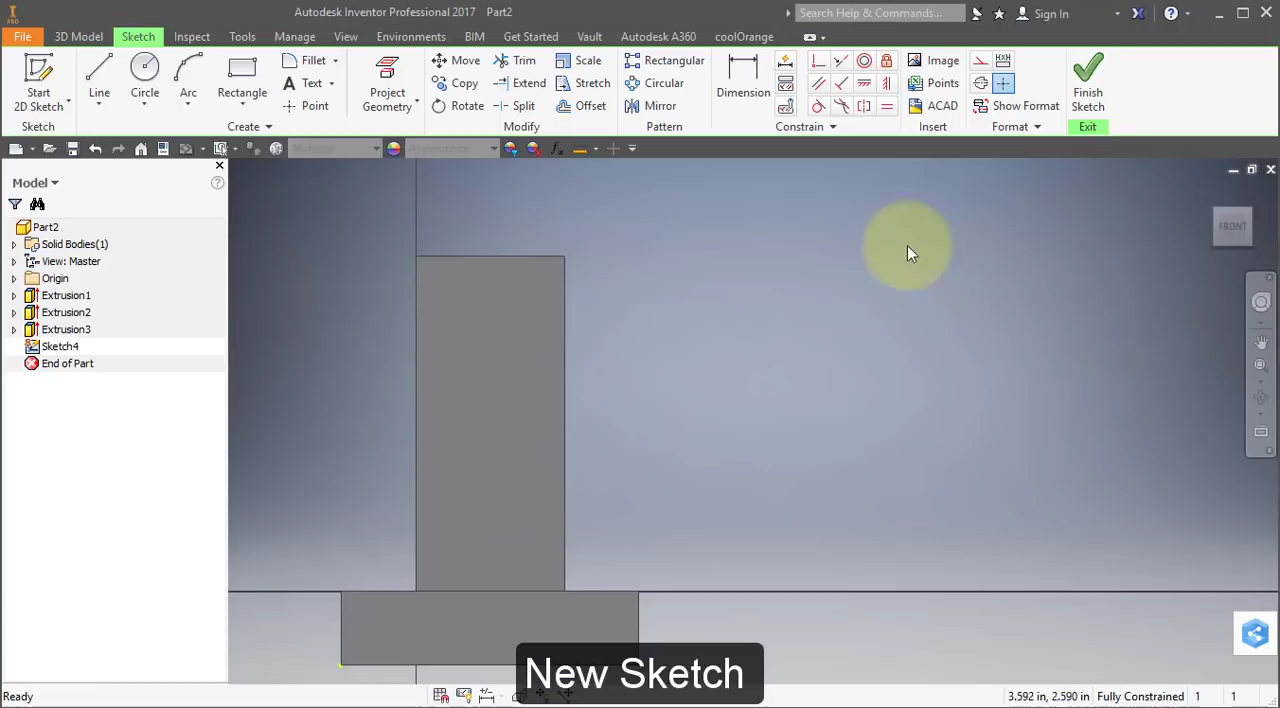 PRO
Autodesk Inventor Professional 2017 Part2
Search Help & Commands...
Sign In
File
3D Model
Sketch
Inspect
Tools
Manage
View
Environments
BIM
Get Started
Vault
Autodesk A360
coolOrange
Start
2D Sketch
Line
Circle
Arc
Rectangle
Fillet
Text
Point
Project
Geometry
Move
Copy
Rotate
Trim
Extend
Split
Scale
Stretch
Offset
Rectangular
Circular
Mirror
Dimension
Image
Points
ACAD
Show Format
Finish
Sketch
Sketch
Create
Modify
Pattern
Constrain
Insert
Format
Exit
Material
Appearance
Model
Part2
Solid Bodies(1)
View: Master
Origin
Extrusion1
Extrusion2
Extrusion3
Sketch4
End of Part
FRONT
New Sketch
Ready
3.592 in, 2.590 in
Fully Constrained
1
1